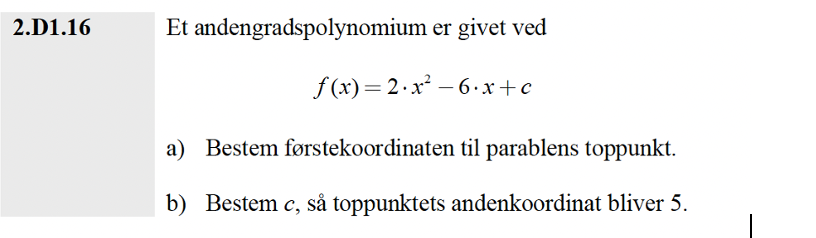 2.D1.16 Et andengradspolynomium er givet ved
f(x) = 2·x² − 6·x + c
a) Bestem førstekoordinaten til parablens toppunkt.
b) Bestem c, så toppunktets andenkoordinat bliver 5.